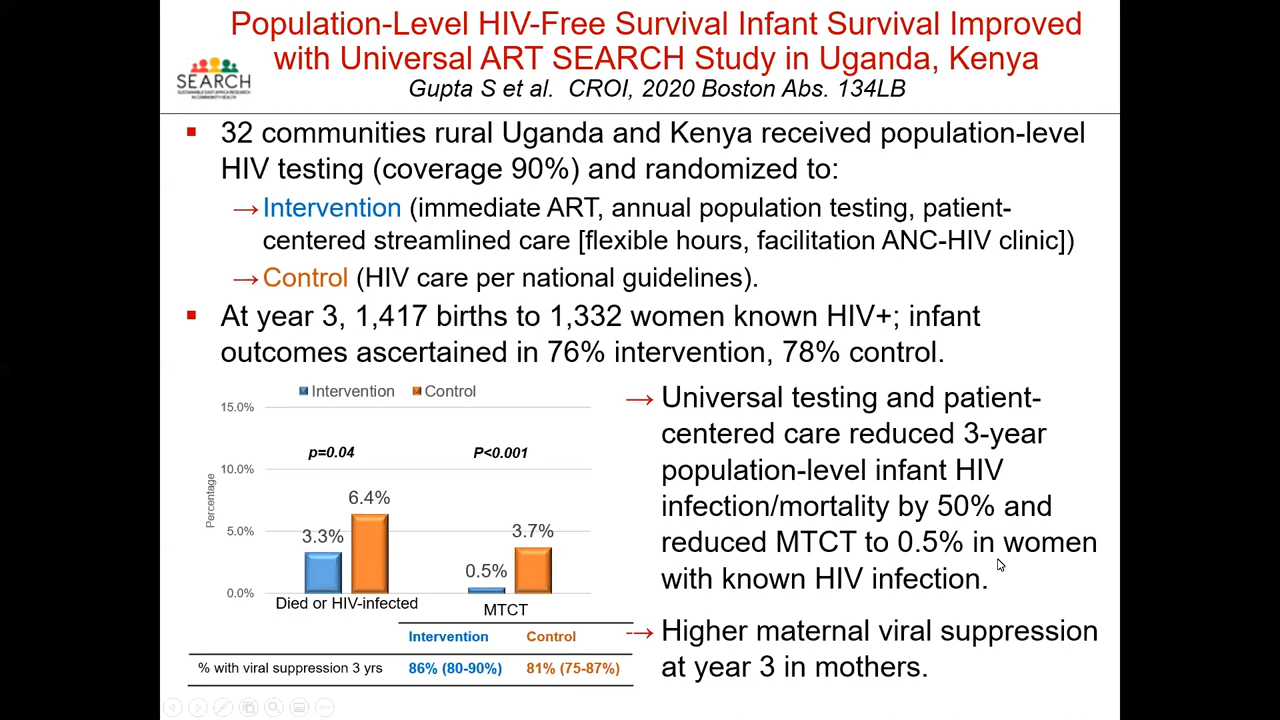 Population-Level HIV-Free Survival Infant Survival Improved
with Universal ART SEARCH Study in Uganda, Kenya
SEARCH
SUSTAINABLE EAST AFRICA RESEARCH
IN COMMUNITY HEALTH
Gupta S et al. CROI, 2020 Boston Abs. 134LB
▪ 32 communities rural Uganda and Kenya received population-level
HIV testing (coverage 90%) and randomized to:
→Intervention (immediate ART, annual population testing, patient-
centered streamlined care [flexible hours, facilitation ANC-HIV clinic])
→Control (HIV care per national guidelines).
▪ At year 3, 1,417 births to 1,332 women known HIV+; infant
outcomes ascertained in 76% intervention, 78% control.
Intervention Control
15.0%
p=0.04 P<0.001
10.0%
Percentage
6.4%
5.0%
3.3%
3.7%
0.5%
0.0%
Died or HIV-infected MTCT
Intervention Control
% with viral suppression 3 yrs 86% (80-90%) 81% (75-87%)
→ Universal testing and patient-
centered care reduced 3-year
population-level infant HIV
infection/mortality by 50% and
reduced MTCT to 0.5% in women
with known HIV infection.
→ Higher maternal viral suppression
at year 3 in mothers.